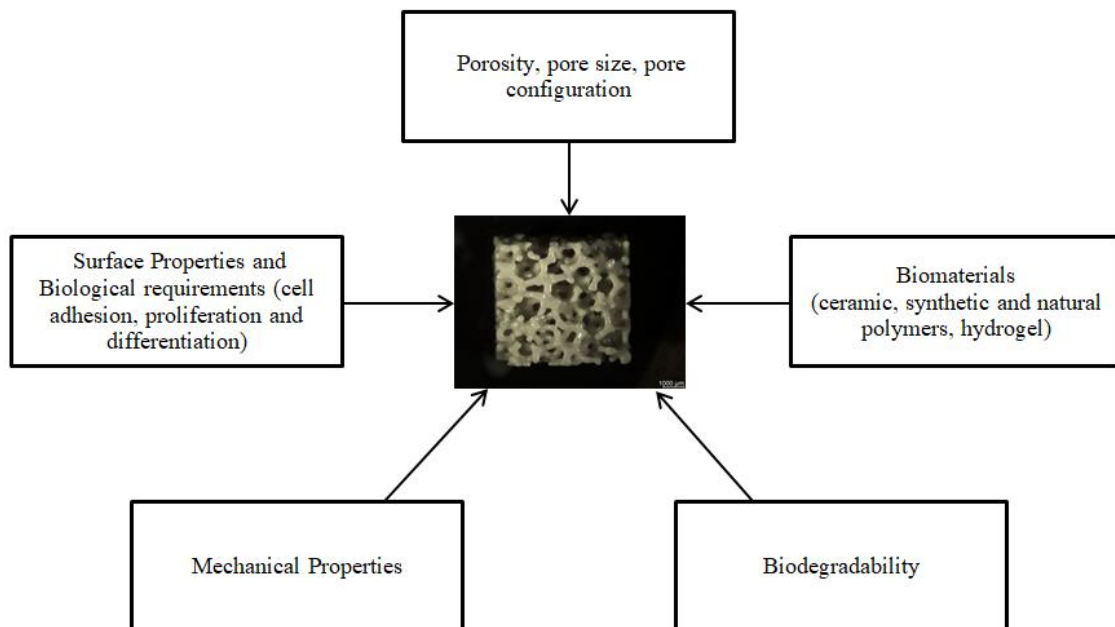 Porosity, pore size, pore
configuration
Surface Properties and
Biological requirements (cell
adhesion, proliferation and
differentiation)
Biomaterials
(ceramic, synthetic and natural
polymers, hydrogel)
1000 µm
Mechanical Properties
Biodegradability